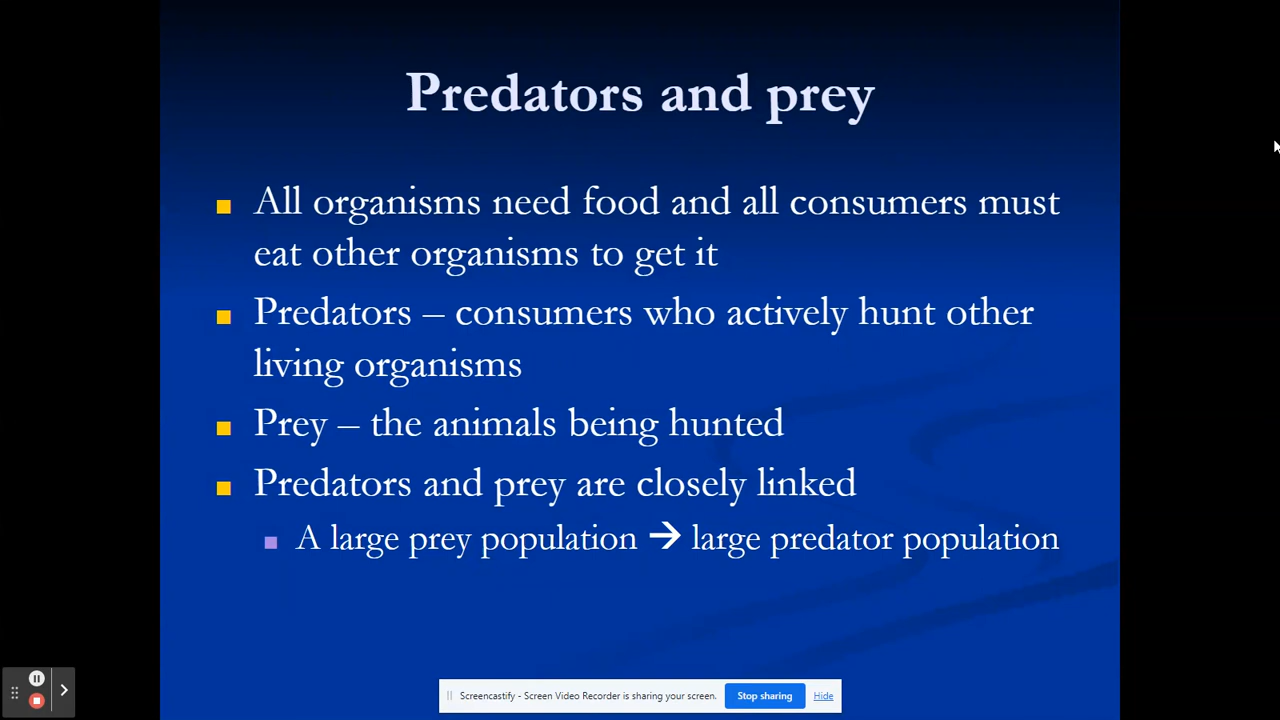 Predators and prey
All organisms need food and all consumers must
eat other organisms to get it
Predators – consumers who actively hunt other
living organisms
Prey – the animals being hunted
Predators and prey are closely linked
A large prey population → large predator population
Screencastify - Screen Video Recorder is sharing your screen. Stop sharing Hide